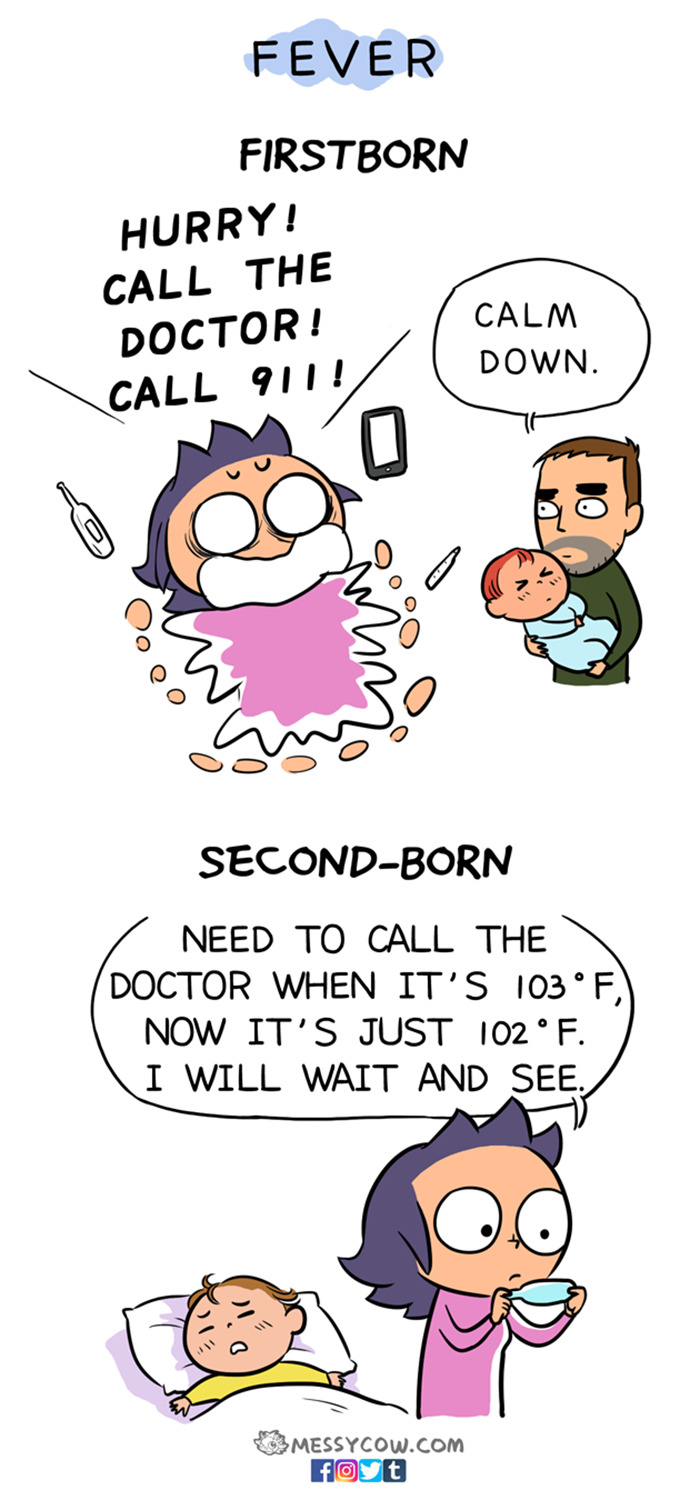 FEVER
FIRSTBORN
HURRY!
CALL THE
DOCTOR!
CALL 911!
CALM
DOWN.
SECOND-BORN
NEED TO CALL THE
DOCTOR WHEN IT'S 103°F,
NOW IT'S JUST 102°F.
I WILL WAIT AND SEE.
MESSYCOW.COM